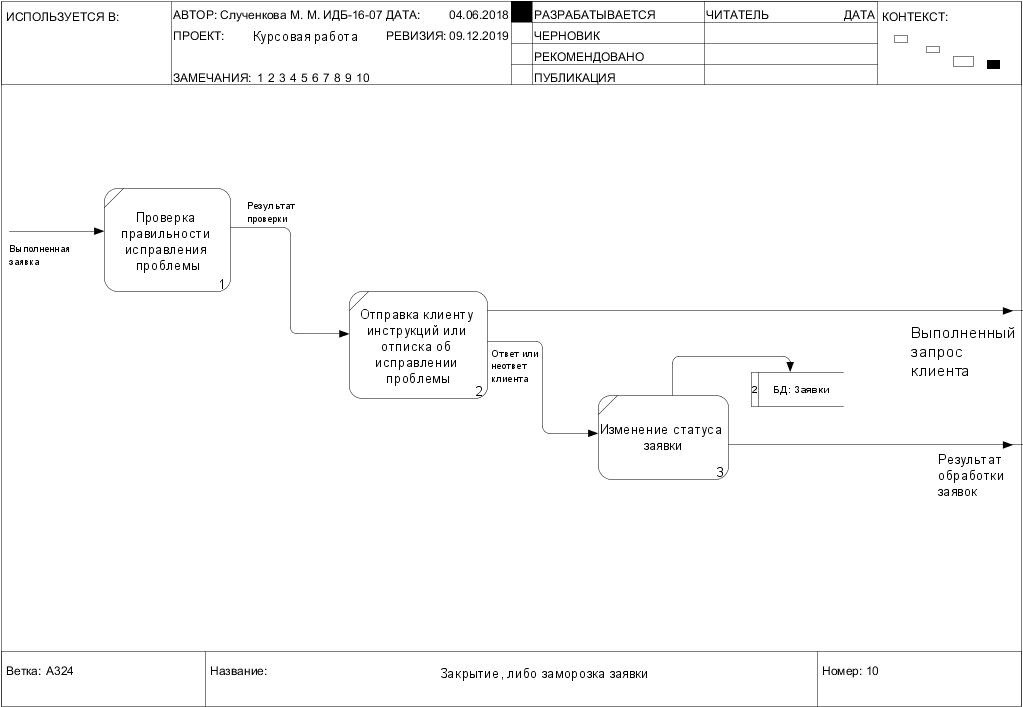 ИСПОЛЬЗУЕТСЯ В:
АВТОР: Слученкова М. М. ИДБ-16-07 ДАТА: 04.06.2018
ПРОЕКТ: Курсовая работа РЕВИЗИЯ: 09.12.2019
ЗАМЕЧАНИЯ: 1 2 3 4 5 6 7 8 9 10
РАЗРАБАТЫВАЕТСЯ
ЧЕРНОВИК
РЕКОМЕНДОВАНО
ПУБЛИКАЦИЯ
ЧИТАТЕЛЬ ДАТА
КОНТЕКСТ:
Выполненная
заявка
Проверка
правильности
исправления
проблемы
1
Результат
проверки
Отправка клиенту
инструкций или
отписка об
исправлении
проблемы
2
Выполненный
запрос
клиента
Ответ или
неответ
клиента
2 БД: Заявки
Изменение статуса
заявки
3
Результат
обработки
заявок
Ветка: A324
Название: Закрытие, либо заморозка заявки
Номер: 10